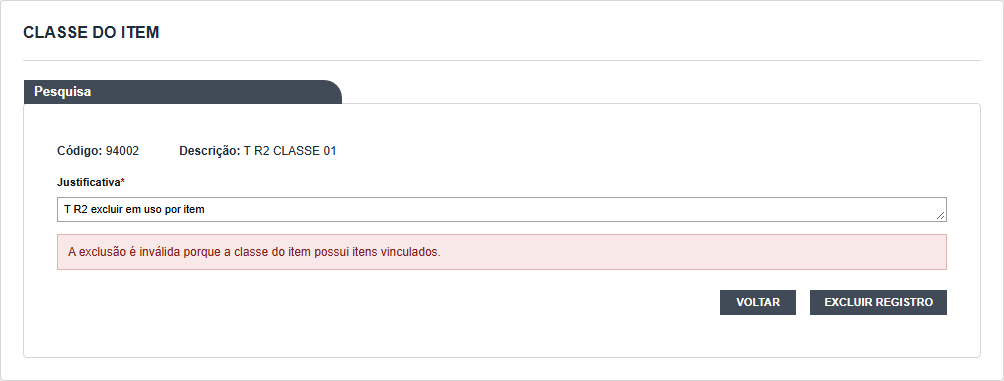 CLASSE DO ITEM
Pesquisa
Código: 94002 Descrição: T R2 CLASSE 01
Justificativa*
T R2 excluir em uso por item
A exclusão é inválida porque a classe do item possui itens vinculados.
VOLTAR EXCLUIR REGISTRO